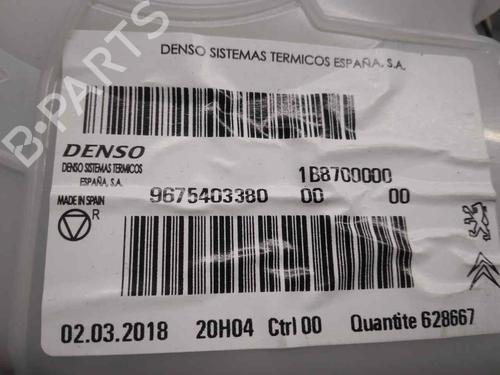 DENSO SISTEMAS TERMICOS ESPAÑA, S.A.
DENSO
DENSO SISTEMAS TERMICOS
ESPAÑA, S.A.
1B8700000
MADE IN SPAIN
9675403380 00 00
R
02.03.2018 20H04 Ctrl 00 Quantite 628667
B-PARTS